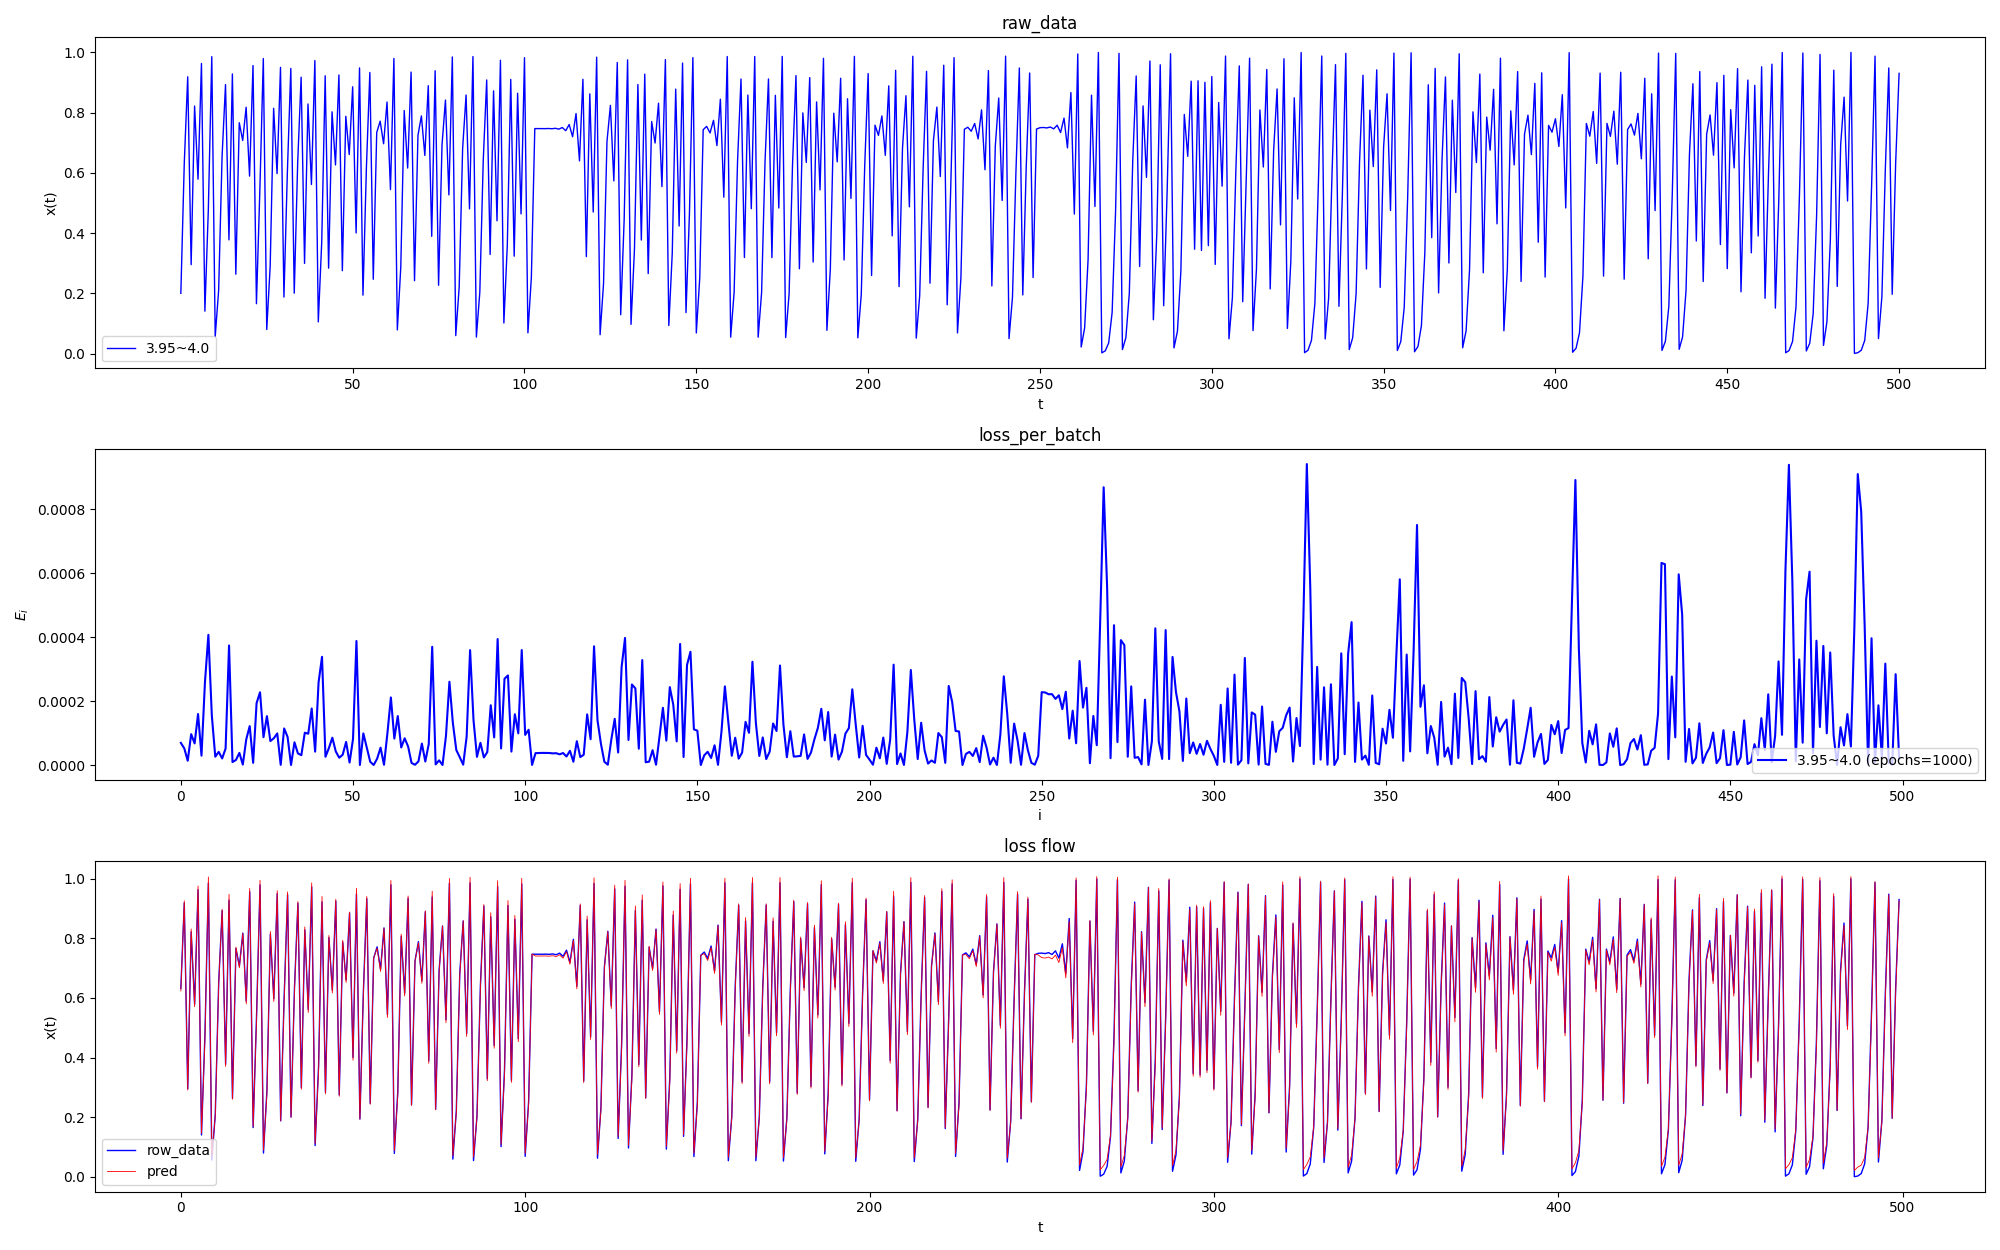 raw_data
1.0
0.8
0.6
0.4
0.2
0.0
x(t)
3.95~4.0
50 100 150 200 250 300 350 400 450 500
t
loss_per_batch
0.0008
0.0006
0.0004
0.0002
0.0000
E_i
3.95~4.0 (epochs=1000)
0 50 100 150 200 250 300 350 400 450 500
i
loss flow
1.0
0.8
0.6
0.4
0.2
0.0
x(t)
row_data
pred
0 100 200 300 400 500
t